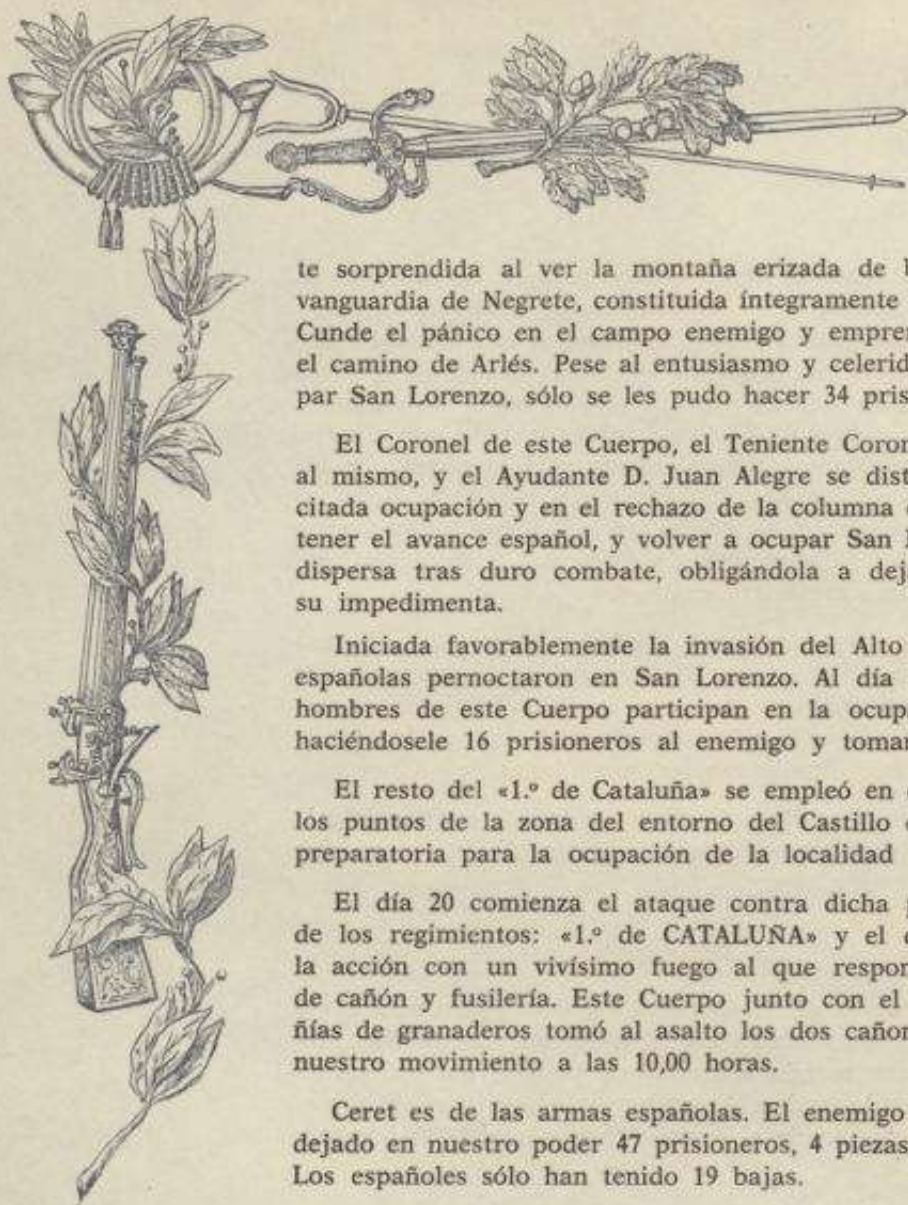 te sorprendida al ver la montaña erizada de
vanguardia de Negrete, constituida íntegramente
Cunde el pánico en el campo enemigo y empren
el camino de Arlés. Pese al entusiasmo y celerid
par San Lorenzo, sólo se les pudo hacer 34 pris
El Coronel de este Cuerpo, el Teniente Coron
al mismo, y el Ayudante D. Juan Alegre se dist
citada ocupación y en el rechazo de la columna
tener el avance español, y volver a ocupar San
dispersa tras duro combate, obligándola a dej
su impedimenta.
Iniciada favorablemente la invasión del Alto
españolas pernoctaron en San Lorenzo. Al día
hombres de este Cuerpo participan en la ocup
haciéndosele 16 prisioneros al enemigo y toma
El resto del «1.º de Cataluña» se empleó en
los puntos de la zona del entorno del Castillo
preparatoria para la ocupación de la localidad
El día 20 comienza el ataque contra dicha
de los regimientos: «1.º de CATALUÑA» y el
la acción con un vivísimo fuego al que respon
de cañón y fusilería. Este Cuerpo junto con el
ñías de granaderos tomó al asalto los dos cañon
nuestro movimiento a las 10,00 horas.
Ceret es de las armas españolas. El enemigo
dejado en nuestro poder 47 prisioneros, 4 piezas
Los españoles sólo han tenido 19 bajas.